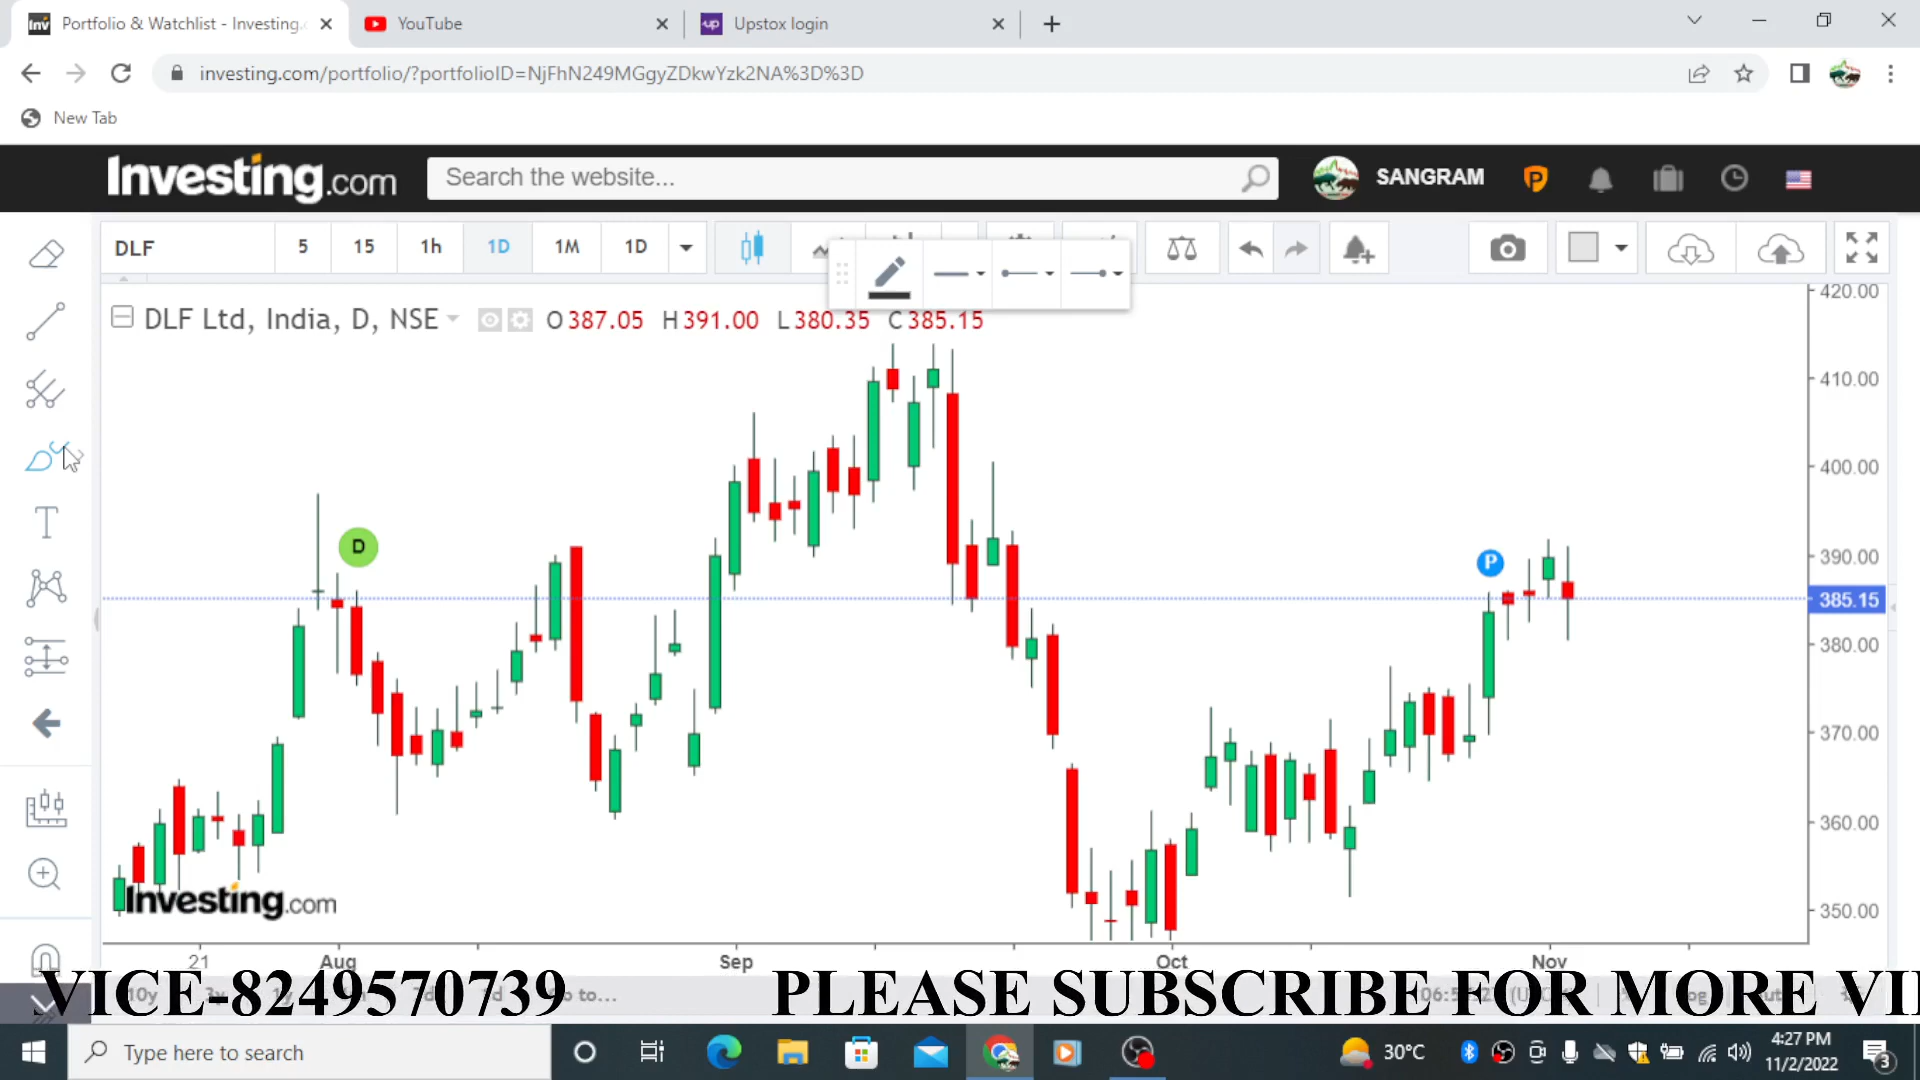 Portfolio & Watchlist - Investing.c
YouTube
Upstox login
investing.com/portfolio/?portfolioID=NjFhN249MGgyZDkwYzk2NA%3D%3D
New Tab
Investing.com
Search the website...
SANGRAM
DLF
5
15
1h
1D
1M
1D
DLF Ltd, India, D, NSE
O387.05 H391.00 L380.35 C385.15
420.00
410.00
400.00
390.00
385.15
380.00
370.00
360.00
350.00
D
P
T
Investing.com
21
Aug
Sep
Oct
Nov
VICE-8249570739
PLEASE SUBSCRIBE FOR MORE VI
Type here to search
30°C
4:27 PM
11/2/2022
3